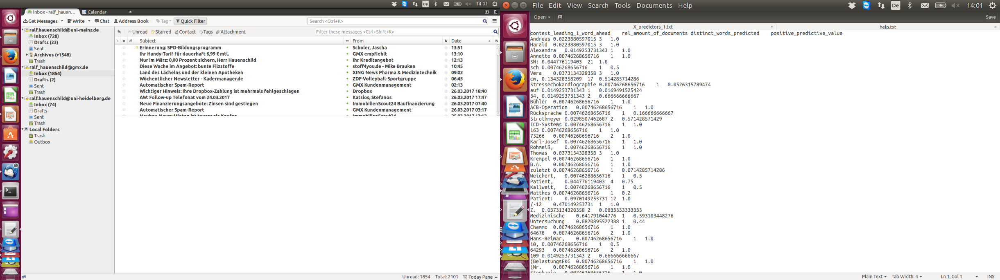 14:01
Inbox - ralf_hauen...
Calendar
Get Messages Write Chat Address Book Tag Quick Filter
Search <Ctrl+K>
Unread Starred Contact Tags Attachment
Filter these messages <Ctrl+Shift+K>
ralf.hauenschild@uni-mainz.de
Inbox (728)
Drafts (23)
Sent
Archives (▾1548)
Trash
ralf_hauenschild@gmx.de
Inbox (1854)
Drafts (2)
Sent
Trash
ralf.hauenschild@uni-heidelberg.de
Inbox (74)
Drafts
Sent
Trash
Local Folders
Trash
Outbox
Subject From Date
Erinnerung: SPD-Bildungsprogramm Scholer, Jascha 13:51
Ihr Handy-Tarif für dauerhaft 6,99 € mtl. GMX empfiehlt 13:10
Nur im März: 0,00 Prozent sichern, Herr Hauenschild Ihr Kreditangebot 12:13
Diese Woche im Angebot: bunte Filzstoffe stoff4you.de - Mike Brauken 10:45
Land des Lächelns und der kleinen Apotheken XING News Pharma & Medizintechnik 09:02
Wöchentlicher Newsletter - Kadermanager.de ZDF-Volleyball-Sportgruppe 06:45
Automatischer Spam-Report GMX Kundenmanagement 02:13
Wichtiger Hinweis: Ihre Dropbox-Zahlung ist mehrmals fehlgeschlagen Dropbox 26.03.2017 18:40
AW: Follow-up Telefonat vom 24.03.2017 Katsios, Stefanos 26.03.2017 17:47
Neue Finanzierungsangebote: Zinsen sind gestiegen ImmobilienScout24 Baufinanzierung 26.03.2017 07:40
Automatischer Spam-Report GMX Kundenmanagement 26.03.2017 03:17
Neubau-News: Mieten ist teurer als Kaufen ImmobilienScout24 25.03.2017 13:12
Unread: 1854 Total: 2101 Today Pane
File Edit View Search Tools Documents Help
De 14:01
Open Save
X_predictors_1.txt help.txt
context_leading_1_word_ahead rel_amount_of_documents distinct_words_predicted positive_predictive_value
Andreas 0.0223880597015 3 1.0
Harald 0.0223880597015 3 1.0
Alexandra 0.0149253731343 1 1.0
Annette 0.00746268656716 1 1.0
SN: 0.044776119403 21 1.0
sch 0.00746268656716 1 0.5
Vera 0.0373134328358 3 1.0
cm, 0.134328358209 17 0.514285714286
Stressechokardiographie 0.00746268656716 1 0.0526315789474
auf 0.0149253731343 1 0.0169491525424
34, 0.0149253731343 2 0.666666666667
Bühler 0.00746268656716 1 1.0
ACB-Operation 0.00746268656716 1 1.0
Rücksprache 0.00746268656716 1 0.166666666667
Strothmeyer 0.0298507462687 2 0.571428571429
ICD-Systems 0.00746268656716 1 1.0
163 0.00746268656716 1 1.0
73266 0.00746268656716 2 1.0
Karl-Josef 0.00746268656716 1 1.0
Rohmeiß, 0.00746268656716 1 1.0
Thomas 0.0373134328358 3 1.0
Krempel 0.00746268656716 1 1.0
B.A. 0.00746268656716 1 1.0
zuletzt 0.00746268656716 1 0.0714285714286
Weichert, 0.00746268656716 1 0.5
Patient, 0.044776119403 4 0.75
Kallweit, 0.00746268656716 1 0.5
Matthes 0.00746268656716 1 0.2
Patient: 0.0970149253731 12 1.0
/-12 0.470149253731 1 1.0
Z. 0.0373134328358 2 0.0833333333333
Medizinische 0.641791044776 1 0.593103448276
Untersuchung 0.0820895522388 1 0.44
Chammo 0.00746268656716 1 1.0
64678 0.00746268656716 2 1.0
Hans-Reimar, 0.00746268656716 1 1.0
10, 0.00746268656716 1 0.5
64293 0.00746268656716 2 1.0
109 0.0149253731343 2 0.666666666667
(BelastungsEKG 0.00746268656716 1 1.0
(Nr. 0.00746268656716 1 1.0
Stephanie 0.00746268656716 1 1.0
Plain Text Tab Width: 4 Ln 1, Col 1 INS